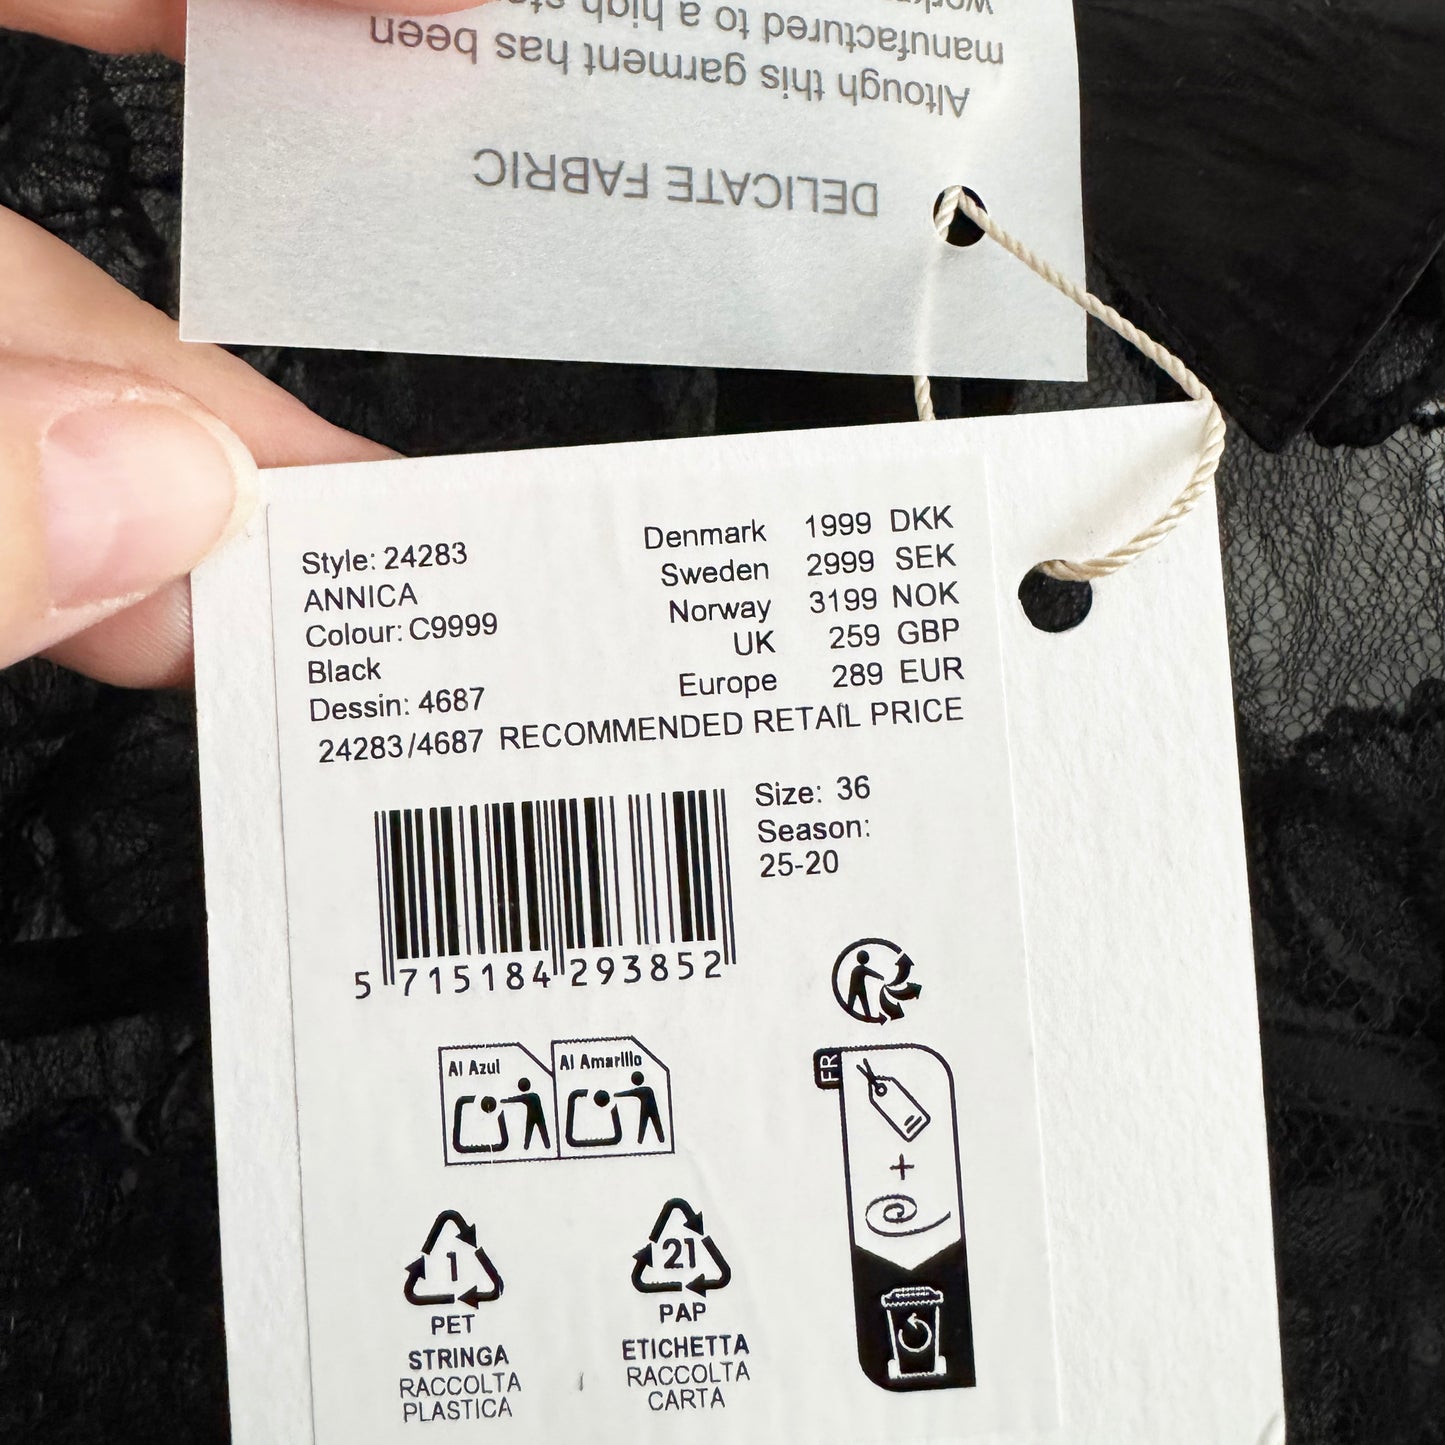 DELICATE FABRIC
Altough this garment has been
manufactured to a high
Style: 24283
ANNICA
Colour: C9999
Black
Dessin: 4687
Denmark 1999 DKK
Sweden 2999 SEK
Norway 3199 NOK
UK 259 GBP
Europe 289 EUR
24283/4687 RECOMMENDED RETAIL PRICE
Size: 36
Season:
25-20
5 715184 293852
Al Azul
Al Amarillo
FR
+
1
PET
STRINGA
RACCOLTA
PLASTICA
21
PAP
ETICHETTA
RACCOLTA
CARTA